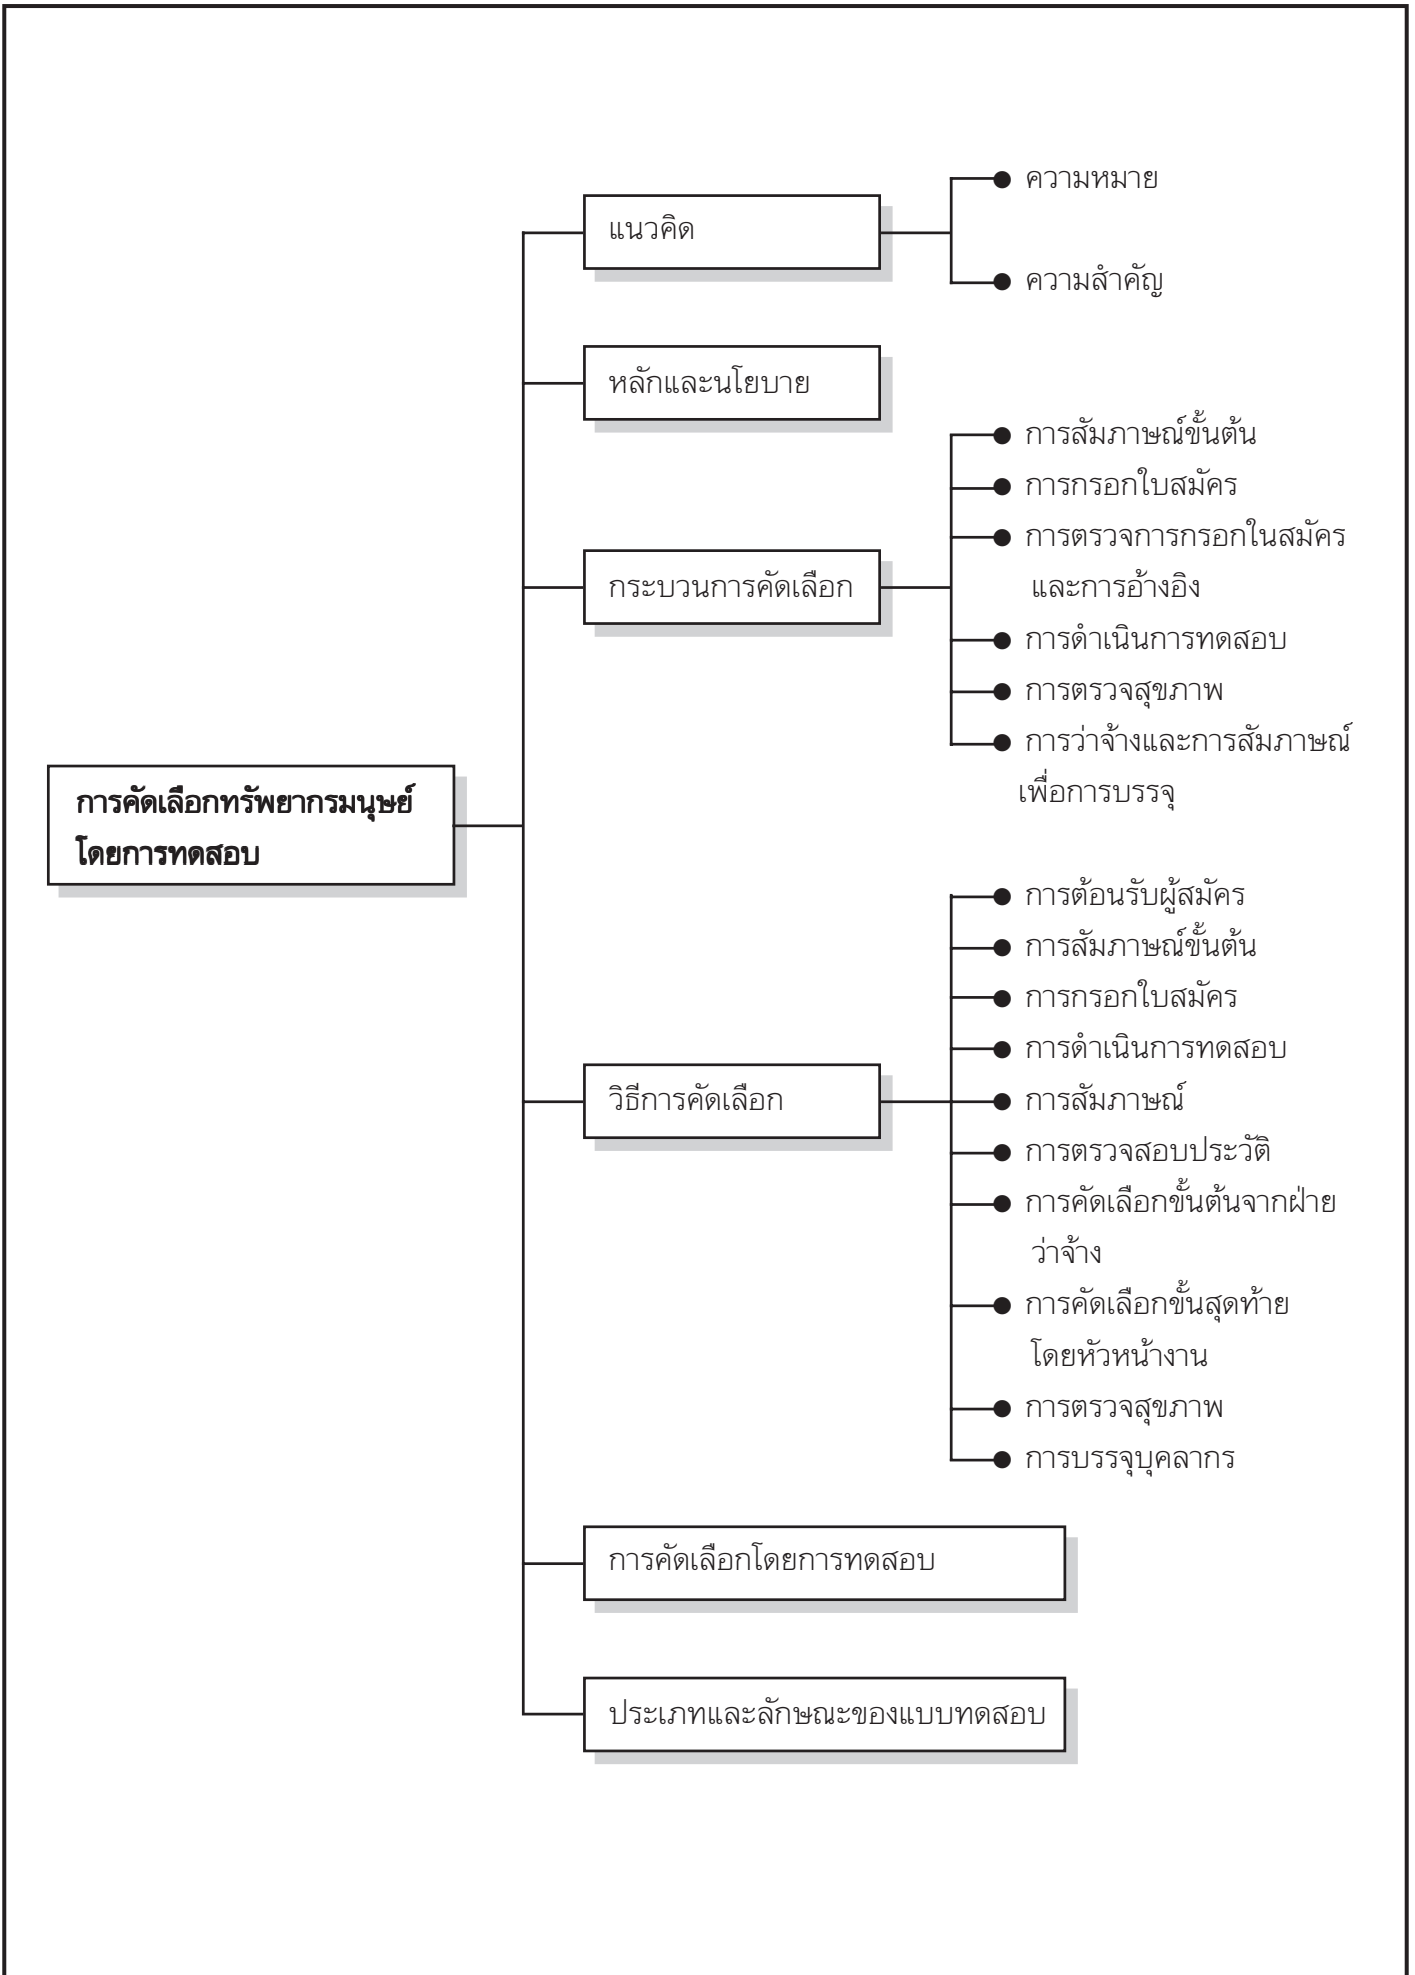 ความหมาย
แนวคิด
ความสำคัญ
หลักและนโยบาย
การสัมภาษณ์ขั้นต้น
การกรอกใบสมัคร
การตรวจการกรอกในสมัคร
และการอ้างอิง
กระบวนการคัดเลือก
การดำเนินการทดสอบ
การตรวจสุขภาพ
การว่าจ้างและการสัมภาษณ์
เพื่อการบรรจุ
การคัดเลือกทรัพยากรมนุษย์
โดยการทดสอบ
การต้อนรับผู้สมัคร
การสัมภาษณ์ขั้นต้น
การกรอกใบสมัคร
การดำเนินการทดสอบ
วิธีการคัดเลือก
การสัมภาษณ์
การตรวจสอบประวัติ
การคัดเลือกขั้นต้นจากฝ่าย
ว่าจ้าง
การคัดเลือกขั้นสุดท้าย
โดยหัวหน้างาน
การตรวจสุขภาพ
การบรรจุบุคลากร
การคัดเลือกโดยการทดสอบ
ประเภทและลักษณะของแบบทดสอบ